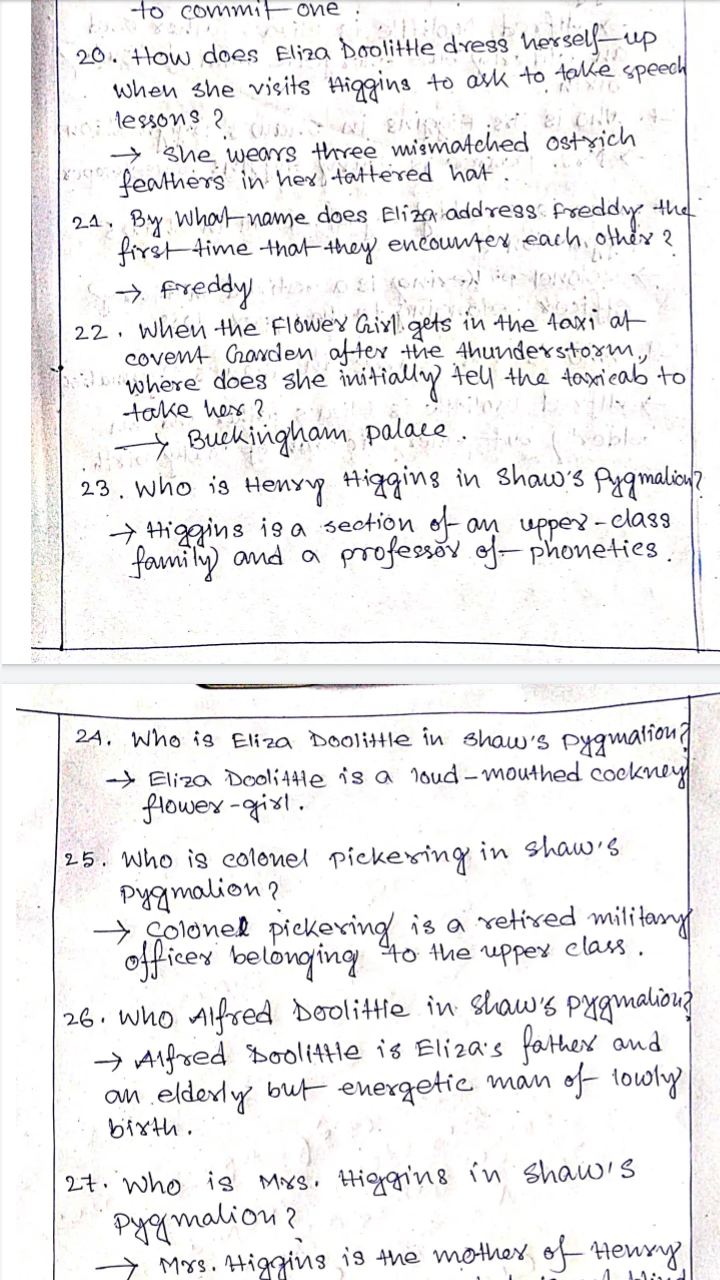 to commit one :
20. How does Eliza Doolittle dress herself up
when she visits Higgins to ask to take speech
lessons ?
→ She wears three mismatched ostrich
feathers in her tattered hat .
21. By What name does Eliza address Freddy the
first time that they encounter each other ?
→ Freddy
22. When the Flower Girl gets in the taxi at
covent Garden after the thunderstorm,
where does she initially tell the taxicab to
take her ?
→ Buckingham palace .
23. Who is Henry Higgins in Shaw's Pygmalion?
→ Higgins is a section of an upper-class
family and a professor of phonetics .
24. Who is Eliza Doolittle in Shaw's pygmalion?
→ Eliza Doolittle is a loud-mouthed cockney
flower-girl .
25. Who is colonel pickering in Shaw's
pygmalion ?
→ Colonel pickering is a retired military
officer belonging to the upper class .
26. Who Alfred Doolittle in Shaw's pygmalion?
→ Alfred Doolittle is Eliza's father and
an elderly but energetic man of lowly
birth .
27. Who is Mrs. Higgins in Shaw's
pygmalion ?
→ Mrs. Higgins is the mother of Henry